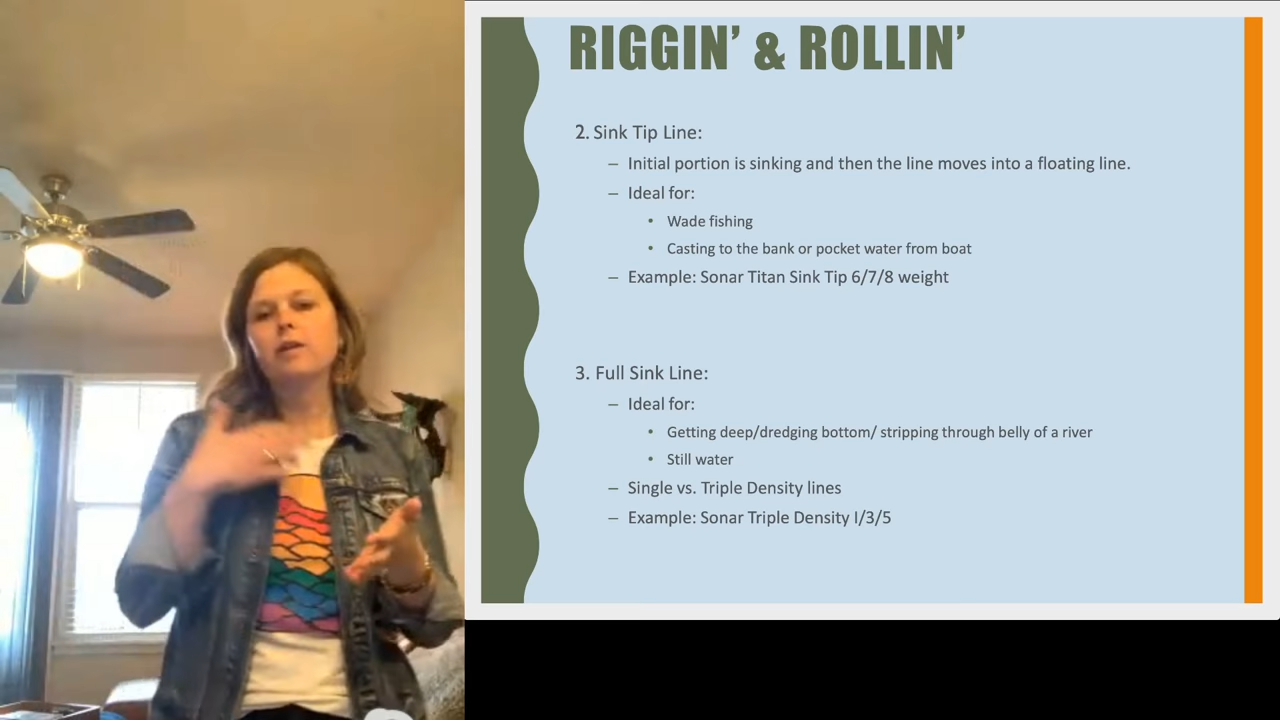 RIGGIN' & ROLLIN'
2. Sink Tip Line:
– Initial portion is sinking and then the line moves into a floating line.
– Ideal for:
• Wade fishing
• Casting to the bank or pocket water from boat
– Example: Sonar Titan Sink Tip 6/7/8 weight
3. Full Sink Line:
– Ideal for:
• Getting deep/dredging bottom/ stripping through belly of a river
• Still water
– Single vs. Triple Density lines
– Example: Sonar Triple Density I/3/5